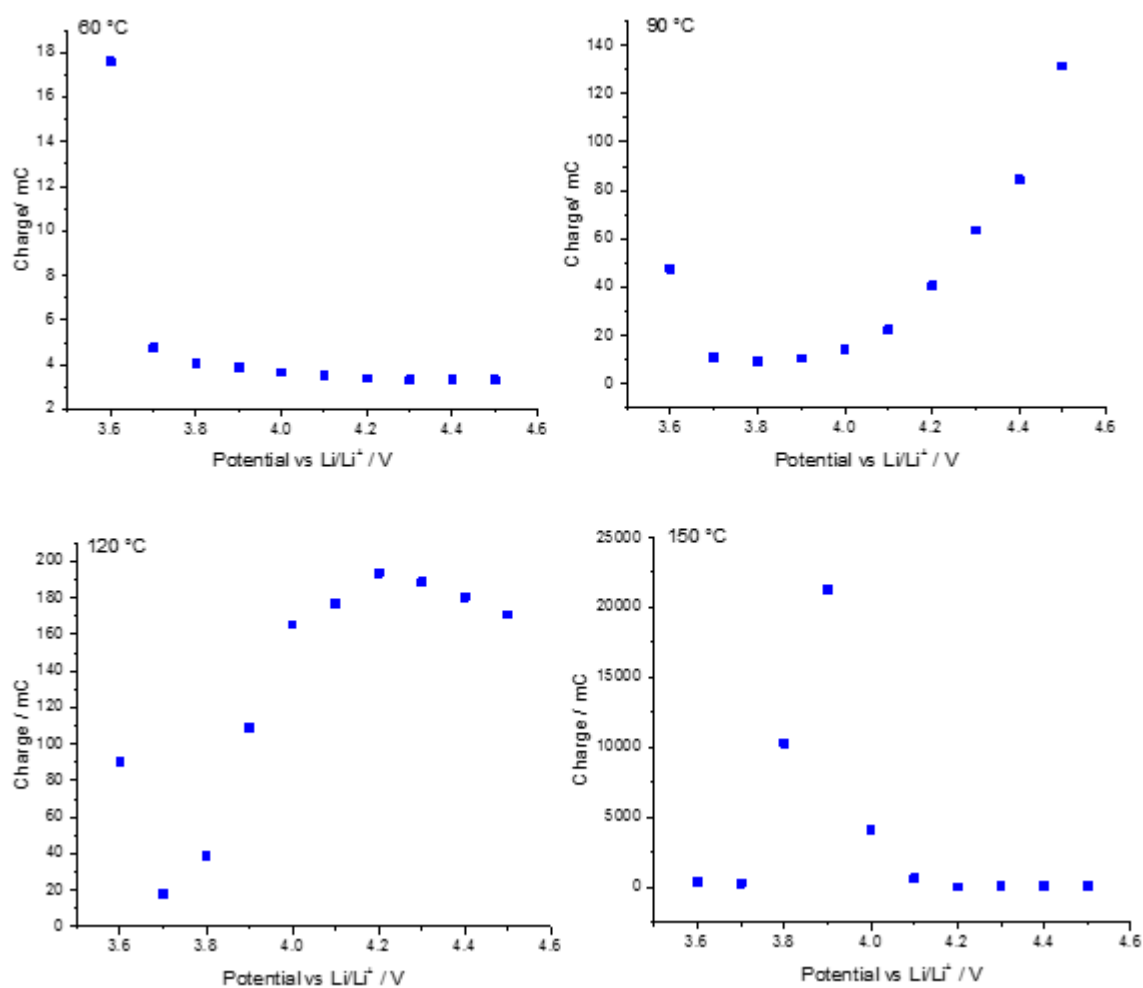 60 °C
18
16
14
12
10
8
6
4
2
Charge/ mC
3.6 3.8 4.0 4.2 4.4 4.6
Potential vs Li/Li⁺ / V
90 °C
140
120
100
80
60
40
20
0
Charge/ mC
3.6 3.8 4.0 4.2 4.4 4.6
Potential vs Li/Li⁺ / V
120 °C
200
180
160
140
120
100
80
60
40
20
0
Charge / mC
3.6 3.8 4.0 4.2 4.4 4.6
Potential vs Li/Li⁺ / V
150 °C
25000
20000
15000
10000
5000
0
Charge / mC
3.6 3.8 4.0 4.2 4.4 4.6
Potential vs Li/Li⁺ / V